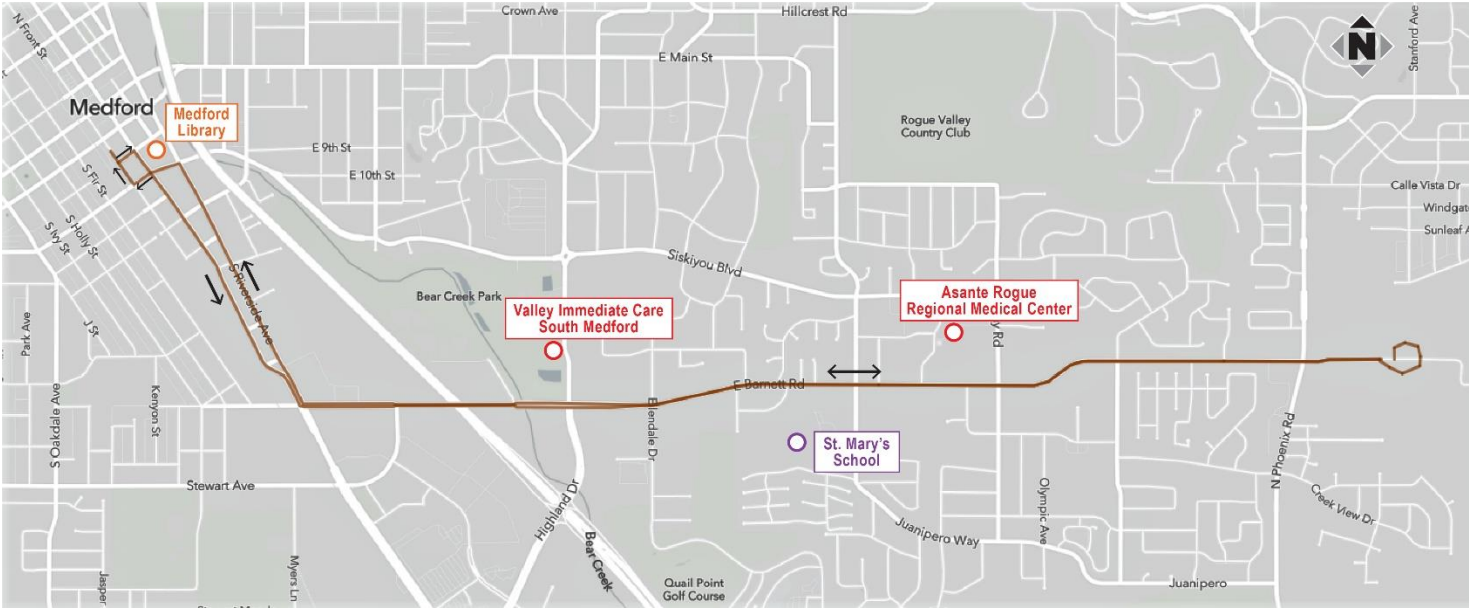 Crown Ave
Hillcrest Rd
N Front St
Stanford Ave
N
E Main St
Medford
Medford
Library
Rogue Valley
Country Club
E 9th St
E 10th St
S Fir St
Calle Vista Dr
Windgat
Sunleaf A
S Holly St
S Ivy St
Siskiyou Blvd
S Riverside Ave
Bear Creek Park
Valley Immediate Care
South Medford
Asante Rogue
Regional Medical Center
y Rd
J St
Park Ave
E Barnett Rd
Kenyon St
S Oakdale Ave
Ellendale Dr
St. Mary's
School
N Phoenix Rd
Stewart Ave
Highland Dr
Olympic Ave
Creek View Dr
Juanipero Way
Bear Creek
Myers Ln
Jasper
Quail Point
Golf Course
Juanipero